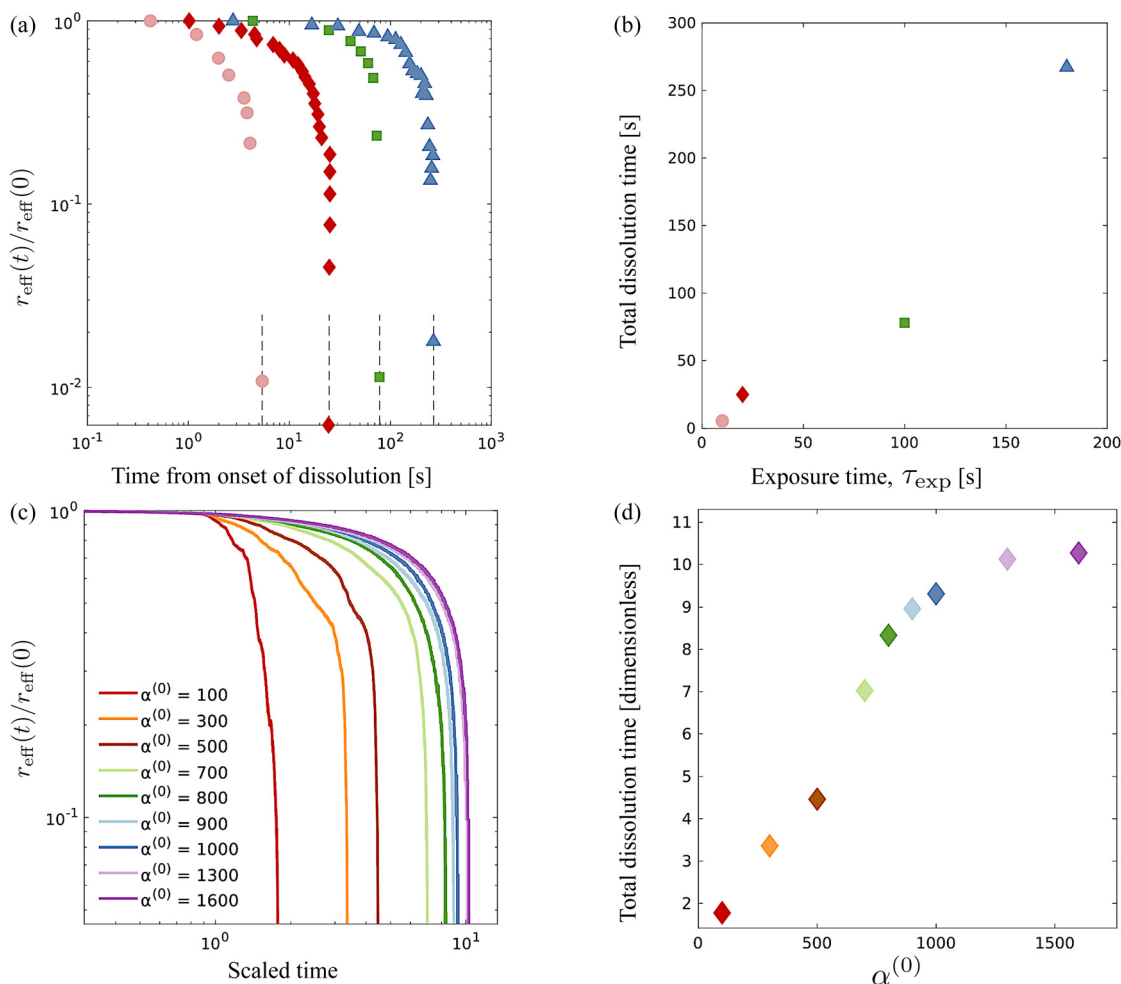 (a)
10^0
10^-1
10^-2
r_eff(t)/r_eff(0)
10^-1 10^0 10^1 10^2 10^3
Time from onset of dissolution [s]
(b)
300
250
200
150
100
50
0
Total dissolution time [s]
0 50 100 150 200
Exposure time, τ_exp [s]
(c)
10^0
10^-1
r_eff(t)/r_eff(0)
α^(0) = 100
α^(0) = 300
α^(0) = 500
α^(0) = 700
α^(0) = 800
α^(0) = 900
α^(0) = 1000
α^(0) = 1300
α^(0) = 1600
10^0 10^1
Scaled time
(d)
11
10
9
8
7
6
5
4
3
2
Total dissolution time [dimensionless]
0 500 1000 1500
α^(0)